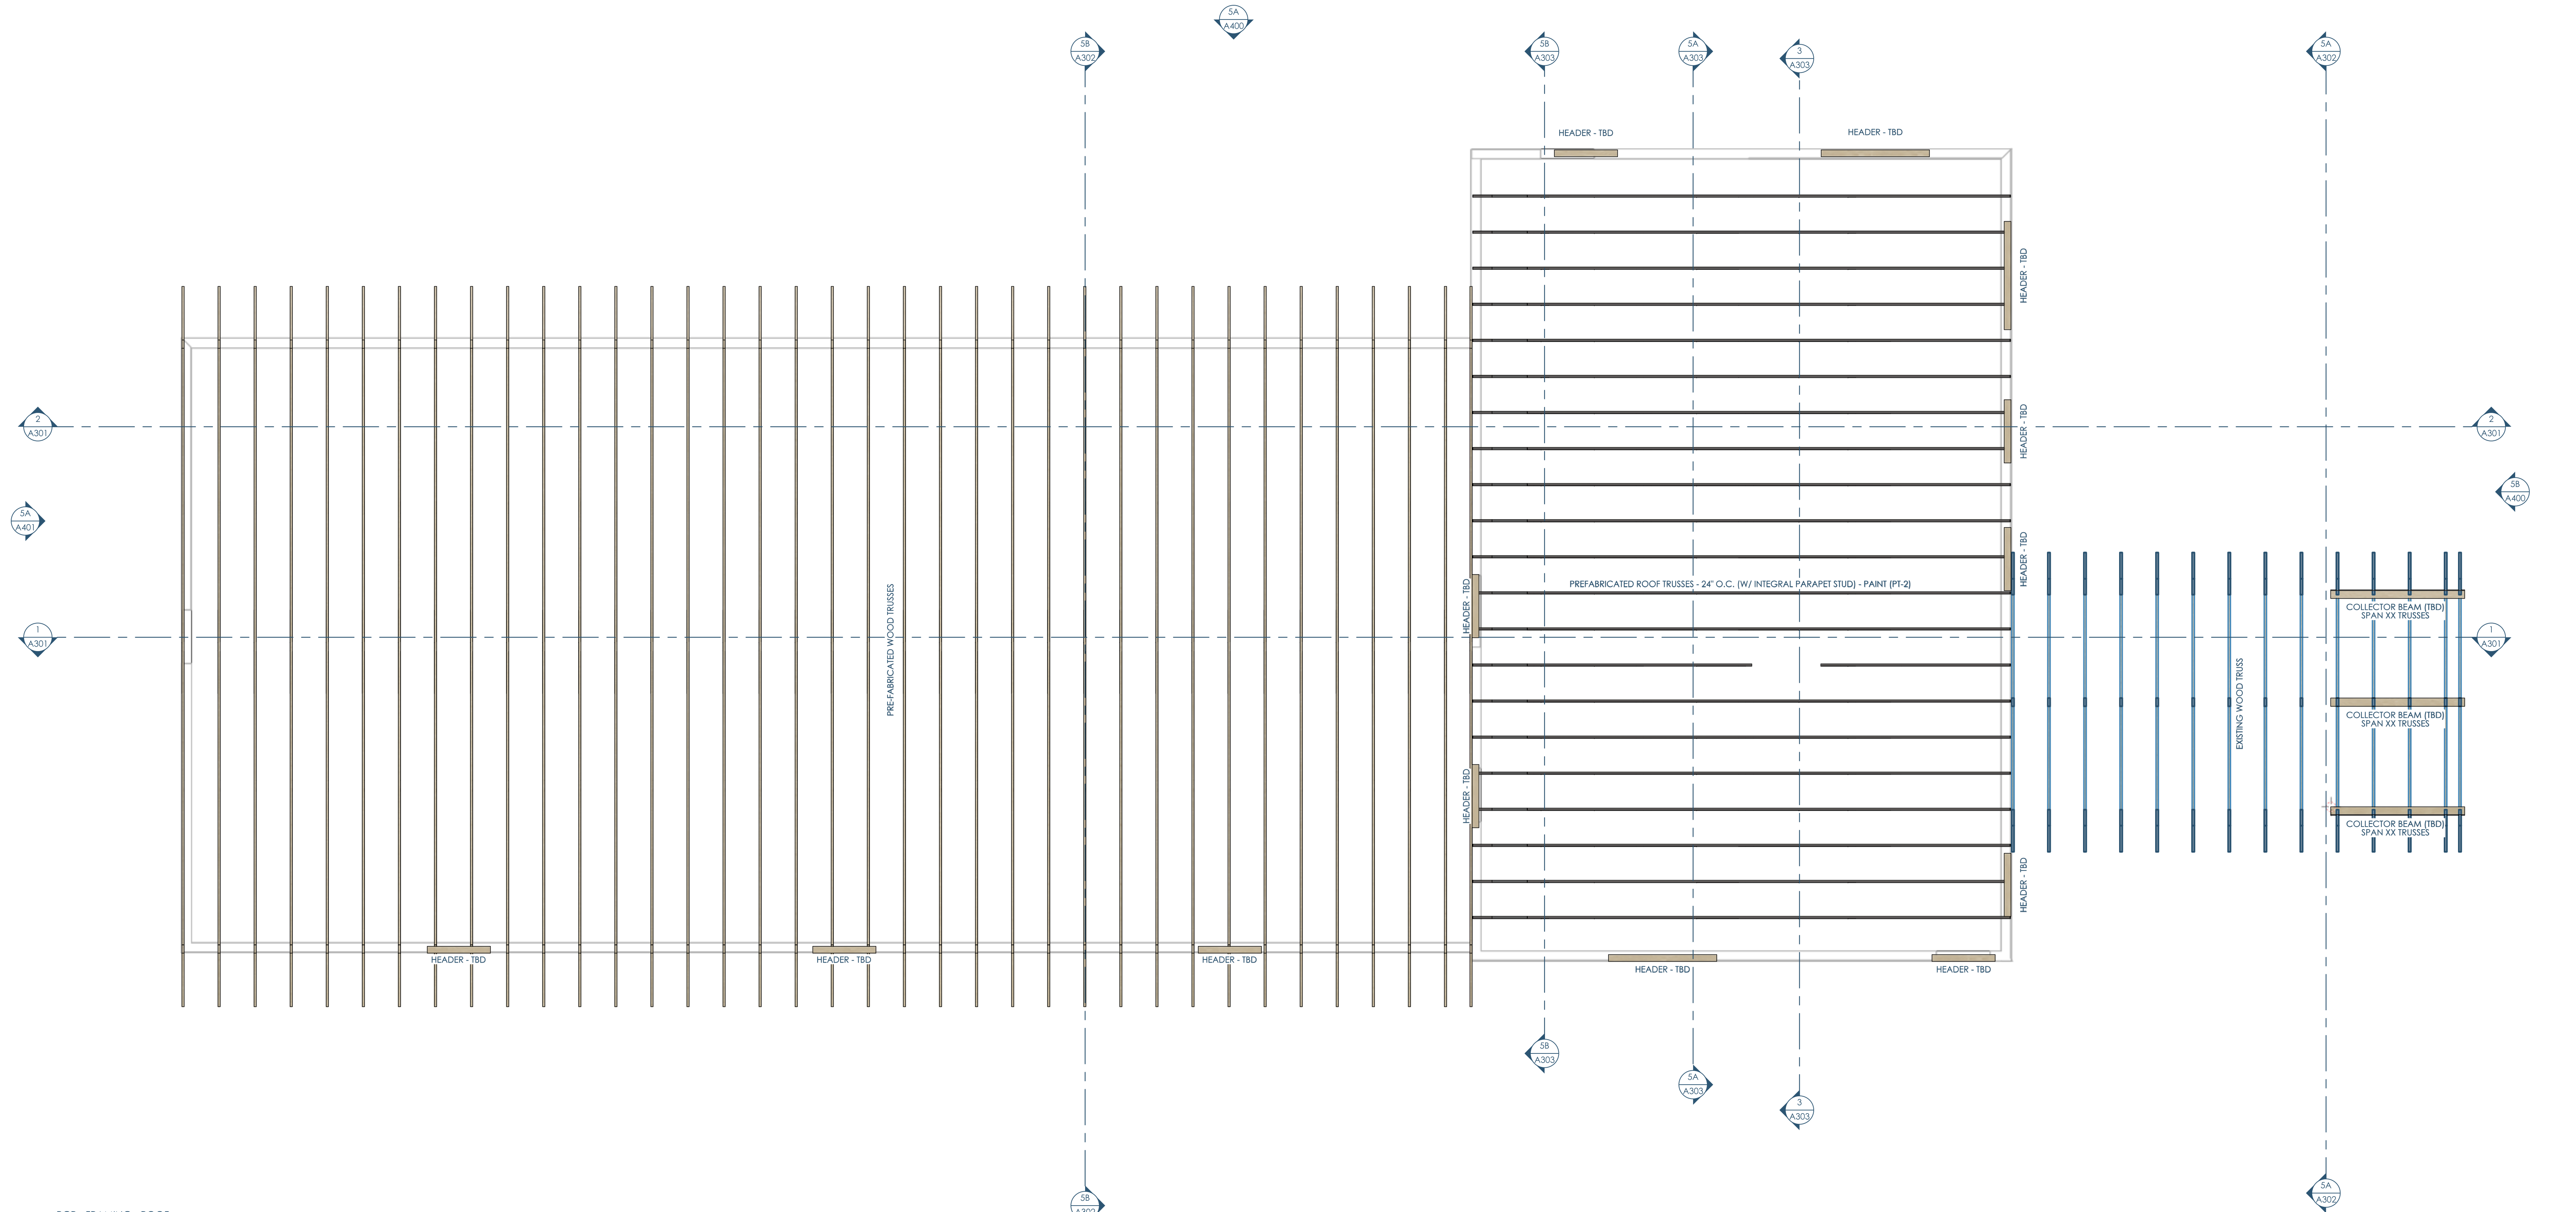 5A
A400
5B
A302
5B
A303
5A
A303
3
A303
5A
A302
HEADER - TBD
HEADER - TBD
HEADER - TBD
2
A301
HEADER - TBD
2
A301
5B
A400
5A
A401
HEADER - TBD
PREFABRICATED ROOF TRUSSES - 24" O.C. (W/ INTEGRAL PARAPET STUD) - PAINT (PT-2)
HEADER - TBD
COLLECTOR BEAM (TBD)
SPAN XX TRUSSES
1
A301
PRE-FABRICATED WOOD TRUSSES
1
A301
EXISTING WOOD TRUSS
COLLECTOR BEAM (TBD)
SPAN XX TRUSSES
HEADER - TBD
COLLECTOR BEAM (TBD)
SPAN XX TRUSSES
HEADER - TBD
HEADER - TBD
HEADER - TBD
HEADER - TBD
HEADER - TBD
HEADER - TBD
5B
A303
5A
A303
3
A303
5B
A302
5A
A302